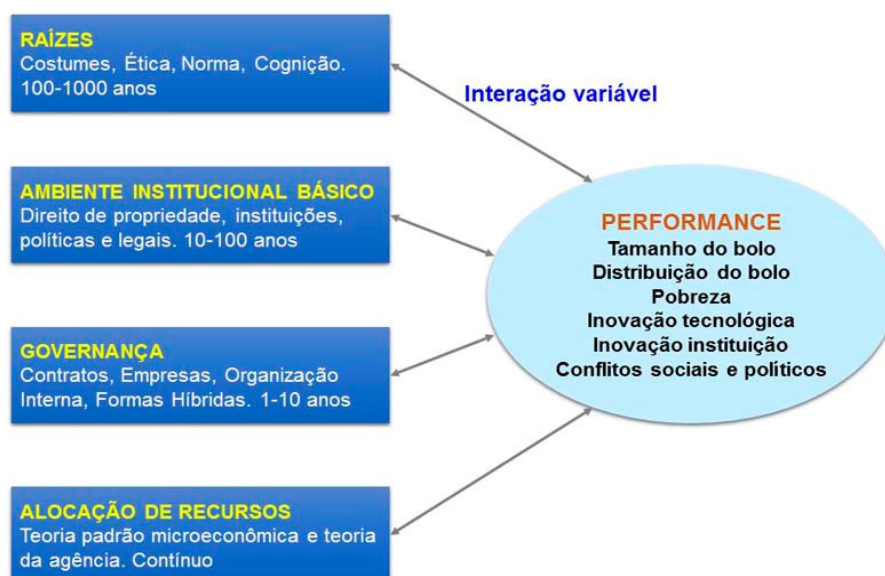 RAÍZES
Costumes, Ética, Norma, Cognição.
100-1000 anos
Interação variável
AMBIENTE INSTITUCIONAL BÁSICO
Direito de propriedade, instituições,
políticas e legais. 10-100 anos
GOVERNANÇA
Contratos, Empresas, Organização
Interna, Formas Híbridas. 1-10 anos
ALOCAÇÃO DE RECURSOS
Teoria padrão microeconômica e teoria
da agência. Contínuo
PERFORMANCE
Tamanho do bolo
Distribuição do bolo
Pobreza
Inovação tecnológica
Inovação instituição
Conflitos sociais e políticos